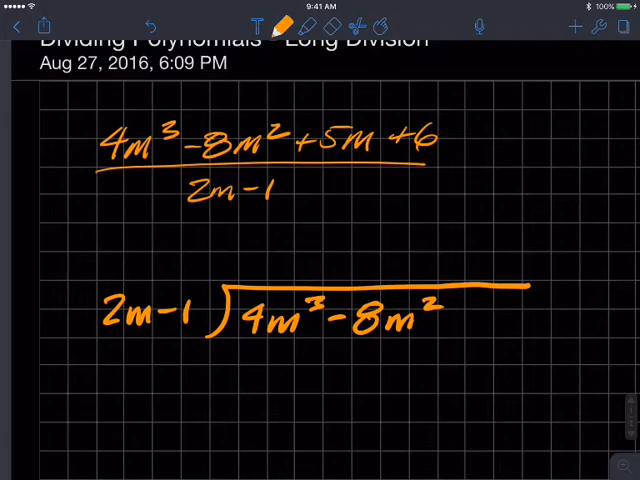 9:41 AM
100%
T
Dividing Polynomials - Long Division
Aug 27, 2016, 6:09 PM
4m³ - 8m² + 5m + 6
2m - 1
2m - 1 ) 4m³ - 8m²